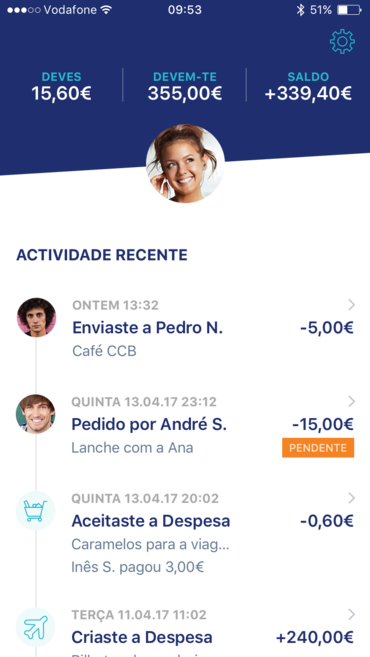 Vodafone 09:53 51%
DEVES DEVEM-TE SALDO
15,60€ 355,00€ +339,40€
ACTIVIDADE RECENTE
ONTEM 13:32
Enviaste a Pedro N. -5,00€
Café CCB
QUINTA 13.04.17 23:12
Pedido por André S. -15,00€
Lanche com a Ana PENDENTE
QUINTA 13.04.17 20:02
Aceitaste a Despesa -0,60€
Caramelos para a viag...
Inês S. pagou 3,00€
TERÇA 11.04.17 11:02
Criaste a Despesa +240,00€